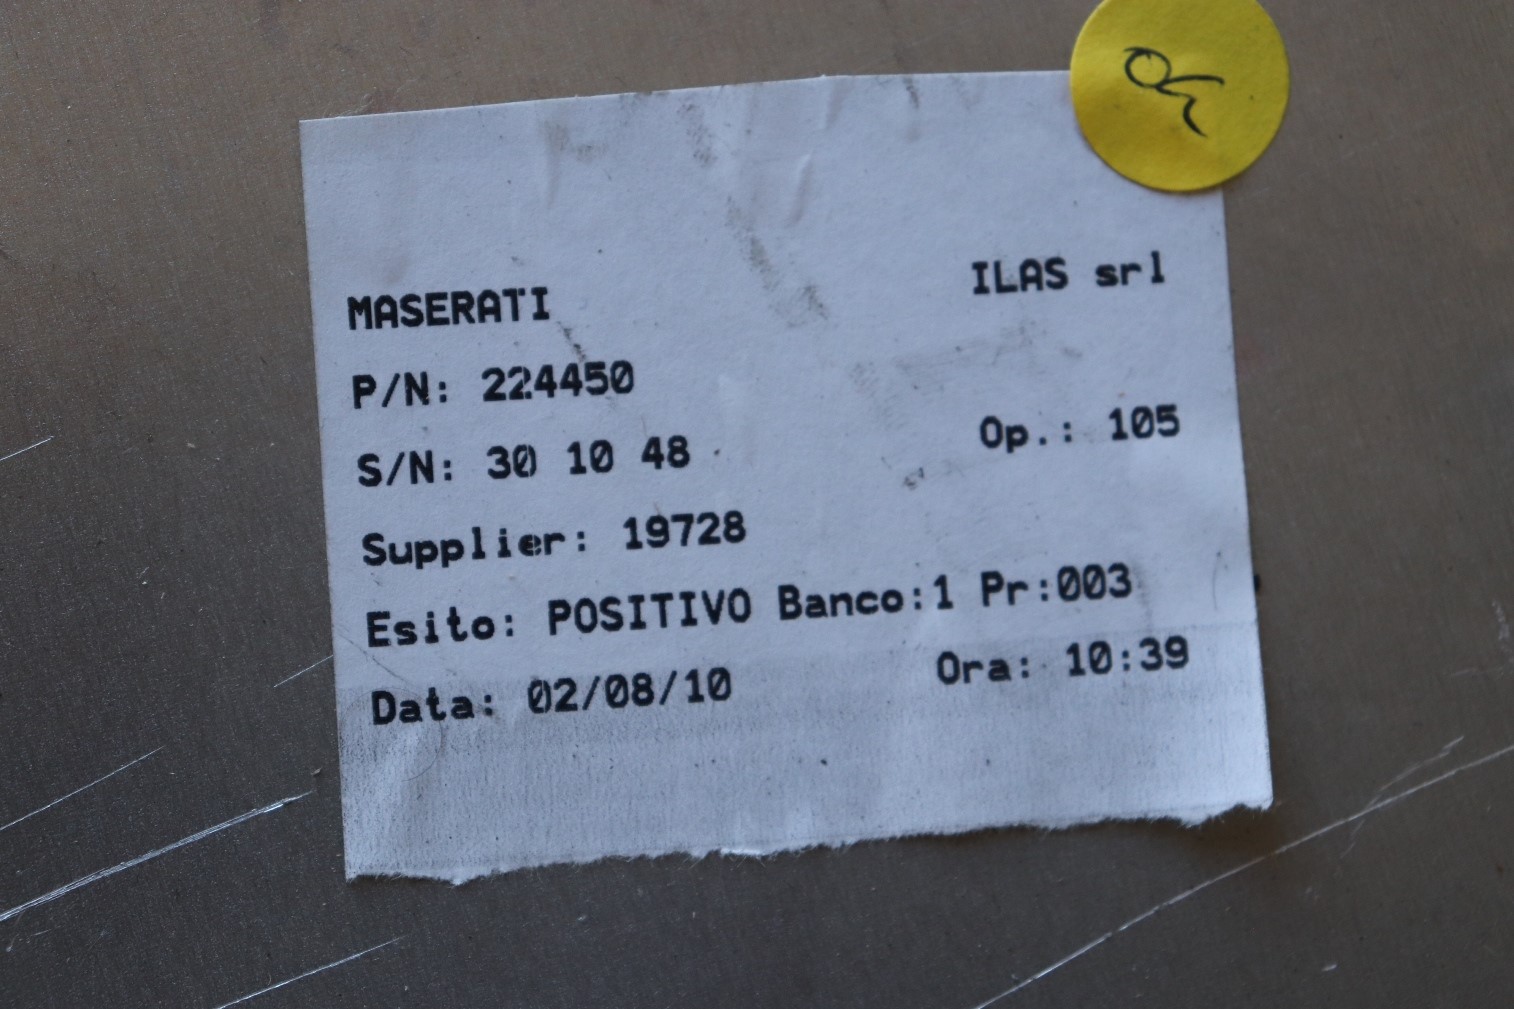 MASERATI ILAS srl
P/N: 224450
S/N: 30 10 48 Op.: 105
Supplier: 19728
Esito: POSITIVO Banco:1 Pr:003
Data: 02/08/10 Ora: 10:39